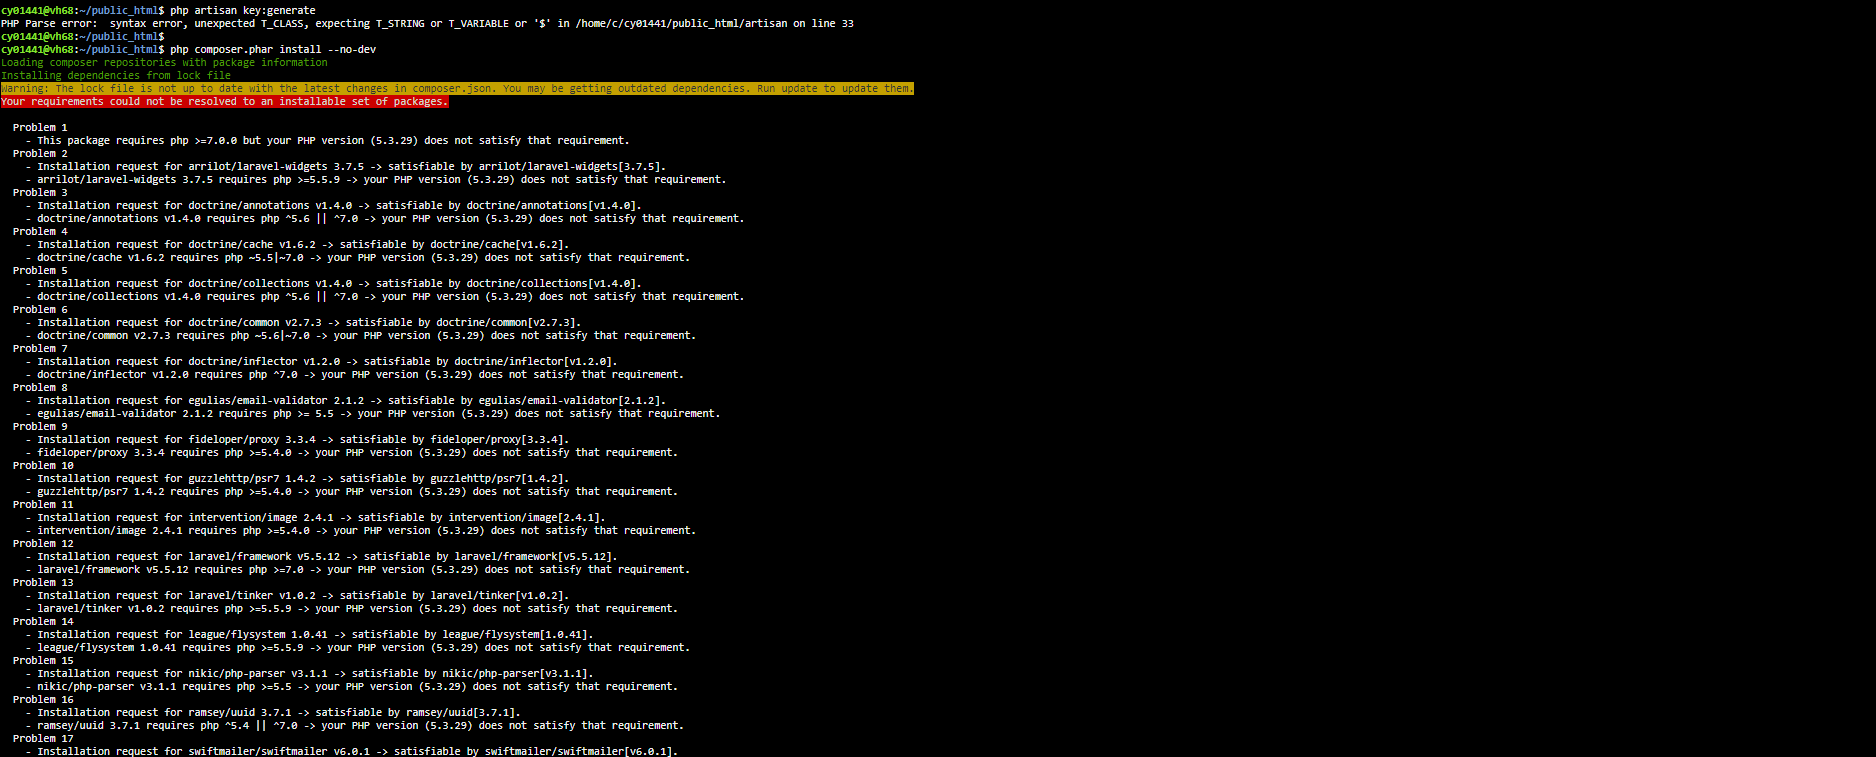 cy01441@vh68:~/public_html$ php artisan key:generate
PHP Parse error:  syntax error, unexpected T_CLASS, expecting T_STRING or T_VARIABLE or '$' in /home/c/cy01441/public_html/artisan on line 33
cy01441@vh68:~/public_html$
cy01441@vh68:~/public_html$ php composer.phar install --no-dev
Loading composer repositories with package information
Installing dependencies from lock file
Warning: The lock file is not up to date with the latest changes in composer.json. You may be getting outdated dependencies. Run update to update them.
Your requirements could not be resolved to an installable set of packages.
Problem 1
- This package requires php >=7.0.0 but your PHP version (5.3.29) does not satisfy that requirement.
Problem 2
- Installation request for arrilot/laravel-widgets 3.7.5 -> satisfiable by arrilot/laravel-widgets[3.7.5].
- arrilot/laravel-widgets 3.7.5 requires php >=5.5.9 -> your PHP version (5.3.29) does not satisfy that requirement.
Problem 3
- Installation request for doctrine/annotations v1.4.0 -> satisfiable by doctrine/annotations[v1.4.0].
- doctrine/annotations v1.4.0 requires php ^5.6 || ^7.0 -> your PHP version (5.3.29) does not satisfy that requirement.
Problem 4
- Installation request for doctrine/cache v1.6.2 -> satisfiable by doctrine/cache[v1.6.2].
- doctrine/cache v1.6.2 requires php ~5.5|~7.0 -> your PHP version (5.3.29) does not satisfy that requirement.
Problem 5
- Installation request for doctrine/collections v1.4.0 -> satisfiable by doctrine/collections[v1.4.0].
- doctrine/collections v1.4.0 requires php ^5.6 || ^7.0 -> your PHP version (5.3.29) does not satisfy that requirement.
Problem 6
- Installation request for doctrine/common v2.7.3 -> satisfiable by doctrine/common[v2.7.3].
- doctrine/common v2.7.3 requires php ~5.6|~7.0 -> your PHP version (5.3.29) does not satisfy that requirement.
Problem 7
- Installation request for doctrine/inflector v1.2.0 -> satisfiable by doctrine/inflector[v1.2.0].
- doctrine/inflector v1.2.0 requires php ^7.0 -> your PHP version (5.3.29) does not satisfy that requirement.
Problem 8
- Installation request for egulias/email-validator 2.1.2 -> satisfiable by egulias/email-validator[2.1.2].
- egulias/email-validator 2.1.2 requires php >= 5.5 -> your PHP version (5.3.29) does not satisfy that requirement.
Problem 9
- Installation request for fideloper/proxy 3.3.4 -> satisfiable by fideloper/proxy[3.3.4].
- fideloper/proxy 3.3.4 requires php >=5.4.0 -> your PHP version (5.3.29) does not satisfy that requirement.
Problem 10
- Installation request for guzzlehttp/psr7 1.4.2 -> satisfiable by guzzlehttp/psr7[1.4.2].
- guzzlehttp/psr7 1.4.2 requires php >=5.4.0 -> your PHP version (5.3.29) does not satisfy that requirement.
Problem 11
- Installation request for intervention/image 2.4.1 -> satisfiable by intervention/image[2.4.1].
- intervention/image 2.4.1 requires php >=5.4.0 -> your PHP version (5.3.29) does not satisfy that requirement.
Problem 12
- Installation request for laravel/framework v5.5.12 -> satisfiable by laravel/framework[v5.5.12].
- laravel/framework v5.5.12 requires php >=7.0 -> your PHP version (5.3.29) does not satisfy that requirement.
Problem 13
- Installation request for laravel/tinker v1.0.2 -> satisfiable by laravel/tinker[v1.0.2].
- laravel/tinker v1.0.2 requires php >=5.5.9 -> your PHP version (5.3.29) does not satisfy that requirement.
Problem 14
- Installation request for league/flysystem 1.0.41 -> satisfiable by league/flysystem[1.0.41].
- league/flysystem 1.0.41 requires php >=5.5.9 -> your PHP version (5.3.29) does not satisfy that requirement.
Problem 15
- Installation request for nikic/php-parser v3.1.1 -> satisfiable by nikic/php-parser[v3.1.1].
- nikic/php-parser v3.1.1 requires php >=5.5 -> your PHP version (5.3.29) does not satisfy that requirement.
Problem 16
- Installation request for ramsey/uuid 3.7.1 -> satisfiable by ramsey/uuid[3.7.1].
- ramsey/uuid 3.7.1 requires php ^5.4 || ^7.0 -> your PHP version (5.3.29) does not satisfy that requirement.
Problem 17
- Installation request for swiftmailer/swiftmailer v6.0.1 -> satisfiable by swiftmailer/swiftmailer[v6.0.1].